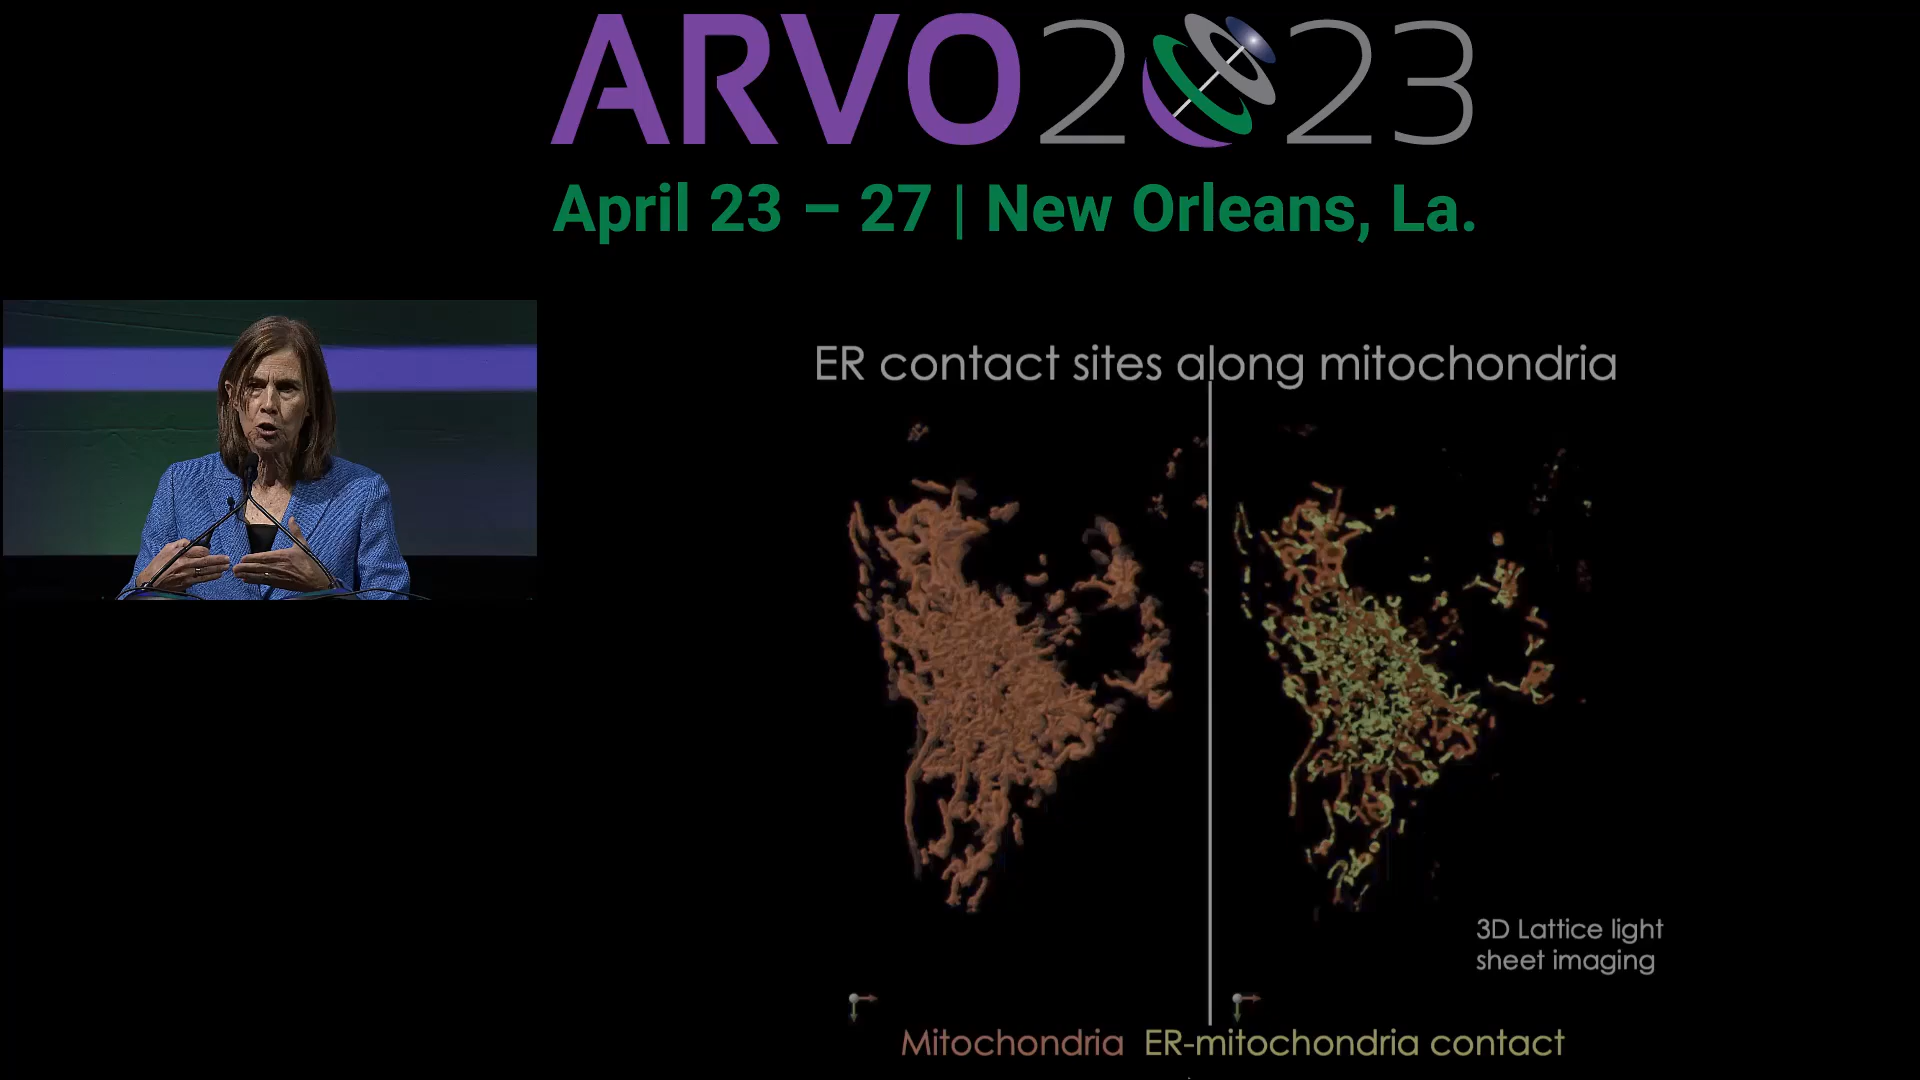 ARVO2023
April 23 – 27 | New Orleans, La.
ER contact sites along mitochondria
3D Lattice light
sheet imaging
Mitochondria ER-mitochondria contact